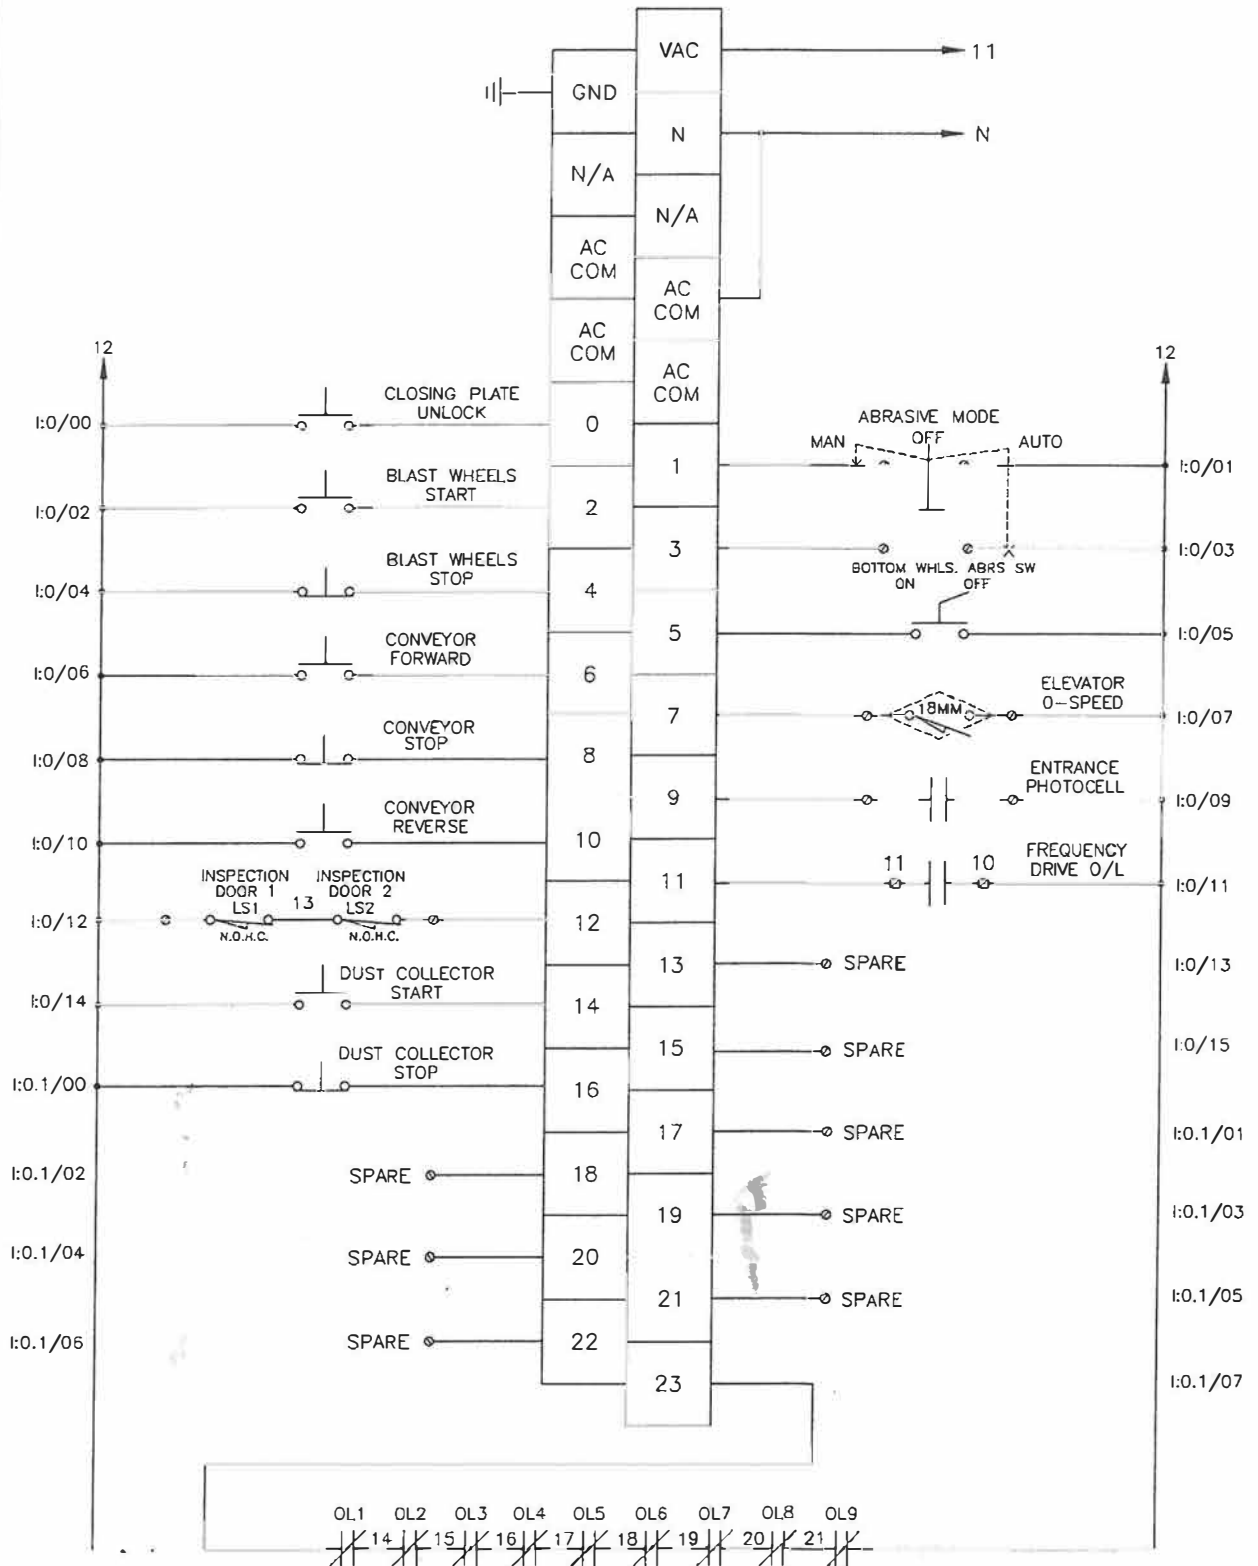 VAC
11
GND
N
N
N/A
N/A
AC
COM
AC
COM
AC
COM
AC
COM
12
12
I:0/00
CLOSING PLATE
UNLOCK
0
ABRASIVE MODE
MAN
OFF
AUTO
1
I:0/01
I:0/02
BLAST WHEELS
START
2
3
I:0/03
BOTTOM WHLS. ABRS SW
ON OFF
I:0/04
BLAST WHEELS
STOP
4
5
I:0/05
I:0/06
CONVEYOR
FORWARD
6
7
18MM
ELEVATOR
0-SPEED
I:0/07
I:0/08
CONVEYOR
STOP
8
9
ENTRANCE
PHOTOCELL
I:0/09
I:0/10
CONVEYOR
REVERSE
10
11
11
10
FREQUENCY
DRIVE O/L
I:0/11
I:0/12
INSPECTION
DOOR 1
LS1
N.O.H.C.
13
INSPECTION
DOOR 2
LS2
N.O.H.C.
12
13
SPARE
I:0/13
I:0/14
DUST COLLECTOR
START
14
15
SPARE
I:0/15
I:0.1/00
DUST COLLECTOR
STOP
16
17
SPARE
I:0.1/01
I:0.1/02
SPARE
18
19
SPARE
I:0.1/03
I:0.1/04
SPARE
20
21
SPARE
I:0.1/05
I:0.1/06
SPARE
22
23
I:0.1/07
OL1 OL2 OL3 OL4 OL5 OL6 OL7 OL8 OL9
14 15 16 17 18 19 20 21